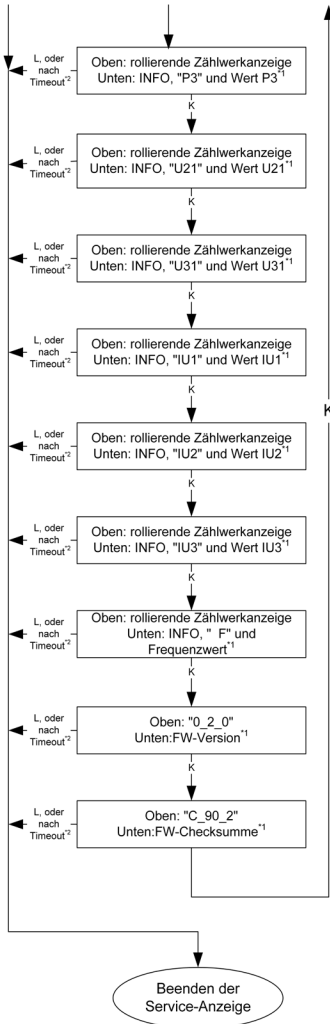 L, oder
nach
Timeout*2
Oben: rollierende Zählwerkanzeige
Unten: INFO, "P3" und Wert P3*1
K
L, oder
nach
Timeout*2
Oben: rollierende Zählwerkanzeige
Unten: INFO, "U21" und Wert U21*1
K
L, oder
nach
Timeout*2
Oben: rollierende Zählwerkanzeige
Unten: INFO, "U31" und Wert U31*1
K
L, oder
nach
Timeout*2
Oben: rollierende Zählwerkanzeige
Unten: INFO, "IU1" und Wert IU1*1
K
K
L, oder
nach
Timeout*2
Oben: rollierende Zählwerkanzeige
Unten: INFO, "IU2" und Wert IU2*1
K
L, oder
nach
Timeout*2
Oben: rollierende Zählwerkanzeige
Unten: INFO, "IU3" und Wert IU3*1
K
L, oder
nach
Timeout*2
Oben: rollierende Zählwerkanzeige
Unten: INFO, "_F" und
Frequenzwert*1
K
L, oder
nach
Timeout*2
Oben: "0_2_0"
Unten:FW-Version*1
K
L, oder
nach
Timeout*2
Oben: "C_90_2"
Unten:FW-Checksumme*1
Beenden der
Service-Anzeige